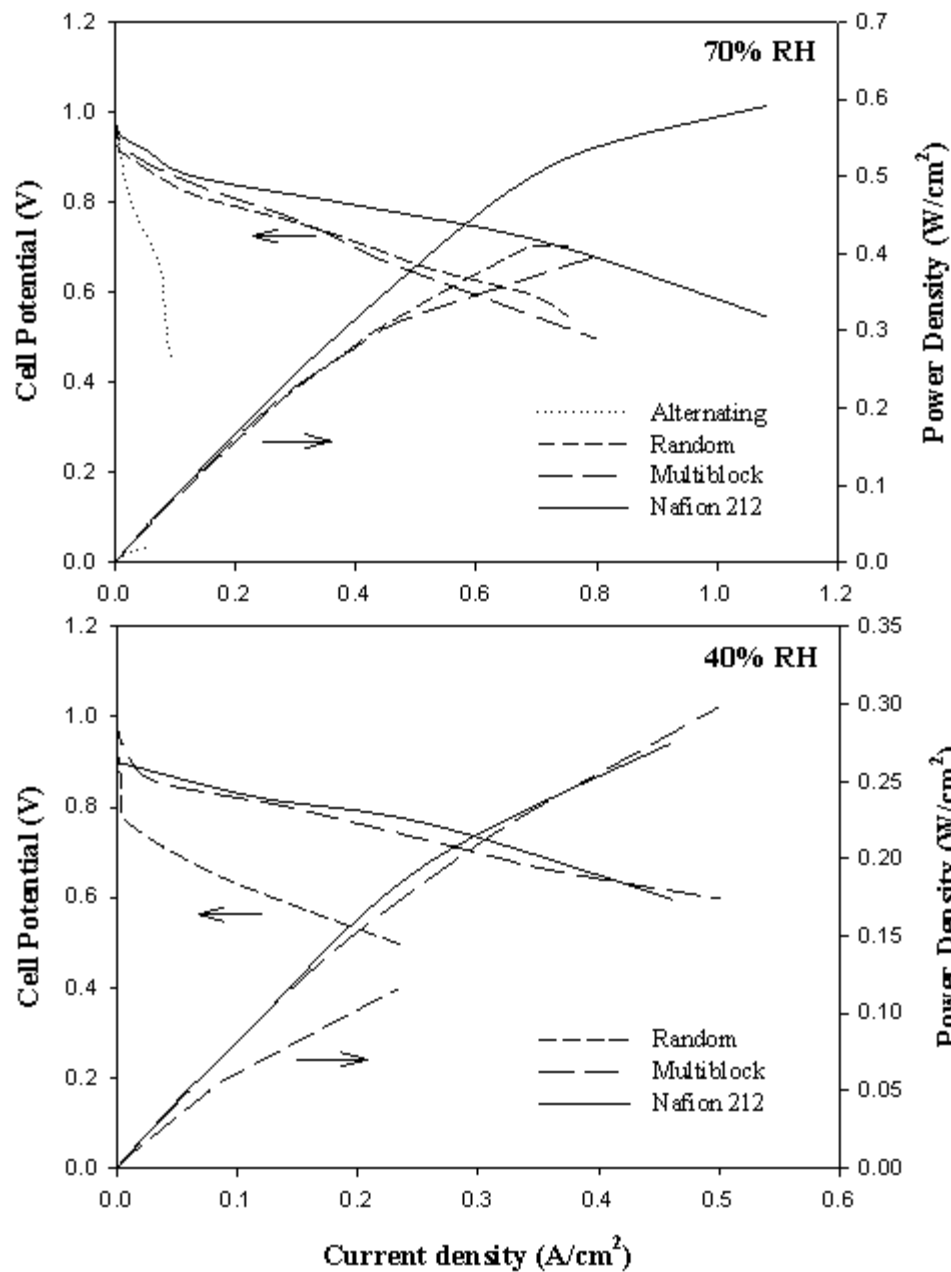 70% RH
Cell Potential (V)
Power Density (W/cm²)
1.2
1.0
0.8
0.6
0.4
0.2
0.0
0.7
0.6
0.5
0.4
0.3
0.2
0.1
0.0
Alternating
Random
Multiblock
Nafion 212
0.0 0.2 0.4 0.6 0.8 1.0 1.2
40% RH
Cell Potential (V)
Power Density (W/cm²)
1.2
1.0
0.8
0.6
0.4
0.2
0.0
0.35
0.30
0.25
0.20
0.15
0.10
0.05
0.00
Random
Multiblock
Nafion 212
0.0 0.1 0.2 0.3 0.4 0.5 0.6
Current density (A/cm²)